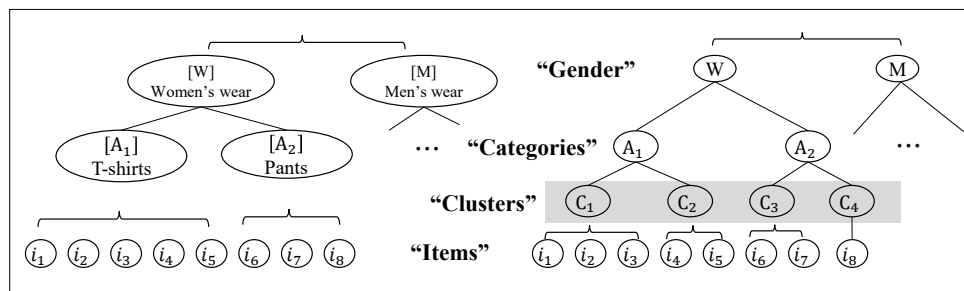 [W]
Women's wear
[M]
Men's wear
"Gender"
W
M
[A₁]
T-shirts
[A₂]
Pants
...
"Categories"
A₁
A₂
...
"Clusters"
C₁
C₂
C₃
C₄
i₁ i₂ i₃ i₄ i₅ i₆ i₇ i₈
"Items"
i₁ i₂ i₃ i₄ i₅ i₆ i₇ i₈